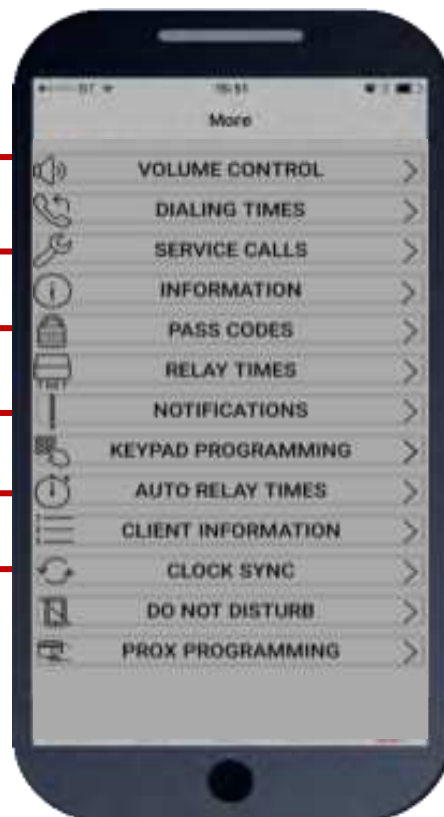 More
VOLUME CONTROL
DIALING TIMES
SERVICE CALLS
INFORMATION
PASS CODES
RELAY TIMES
NOTIFICATIONS
KEYPAD PROGRAMMING
AUTO RELAY TIMES
CLIENT INFORMATION
CLOCK SYNC
DO NOT DISTURB
PROX PROGRAMMING